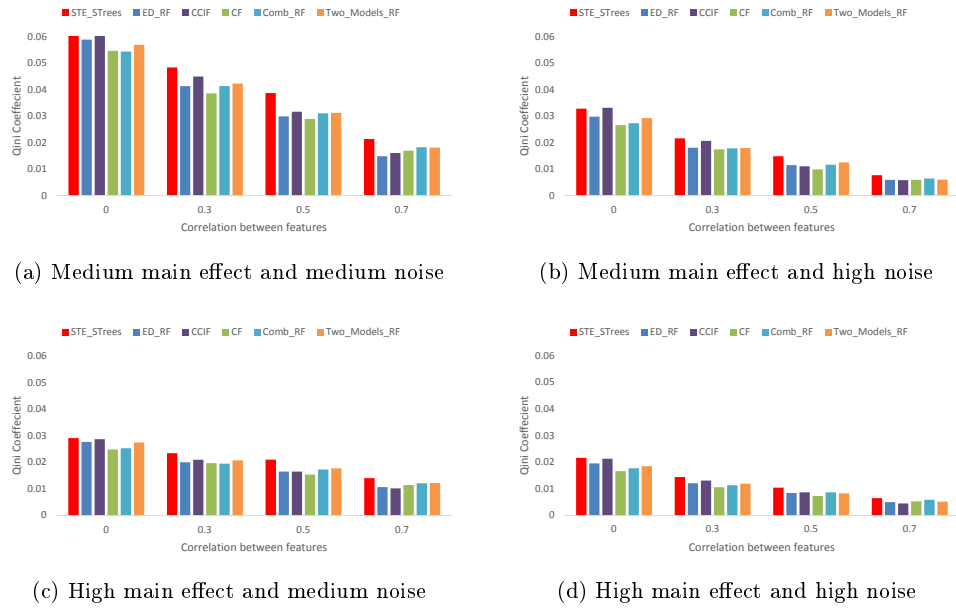 STE_STrees ED_RF CCIF CF Comb_RF Two_Models_RF
0.06
0.05
0.04
0.03
0.02
0.01
0
Qini Coeffecient
0 0.3 0.5 0.7
Correlation between features
(a) Medium main effect and medium noise
STE_STrees ED_RF CCIF CF Comb_RF Two_Models_RF
0.06
0.05
0.04
0.03
0.02
0.01
0
Qini Coeffecient
0 0.3 0.5 0.7
Correlation between features
(b) Medium main effect and high noise
STE_STrees ED_RF CCIF CF Comb_RF Two_Models_RF
0.06
0.05
0.04
0.03
0.02
0.01
0
Qini Coeffecient
0 0.3 0.5 0.7
Correlation between features
(c) High main effect and medium noise
STE_STrees ED_RF CCIF CF Comb_RF Two_Models_RF
0.06
0.05
0.04
0.03
0.02
0.01
0
Qini Coeffecient
0 0.3 0.5 0.7
Correlation between features
(d) High main effect and high noise